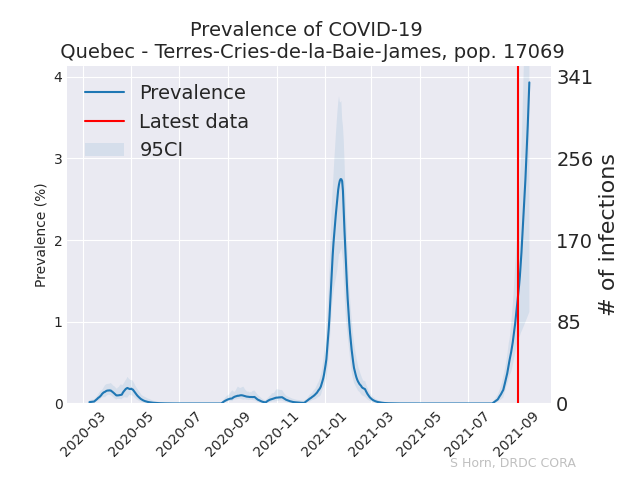 Prevalence of COVID-19
Quebec - Terres-Cries-de-la-Baie-James, pop. 17069
Prevalence
Latest data
95CI
Prevalence (%)
4
3
2
1
0
341
256
170
85
0
# of infections
2020-03
2020-05
2020-07
2020-09
2020-11
2021-01
2021-03
2021-05
2021-07
2021-09
S Horn, DRDC CORA